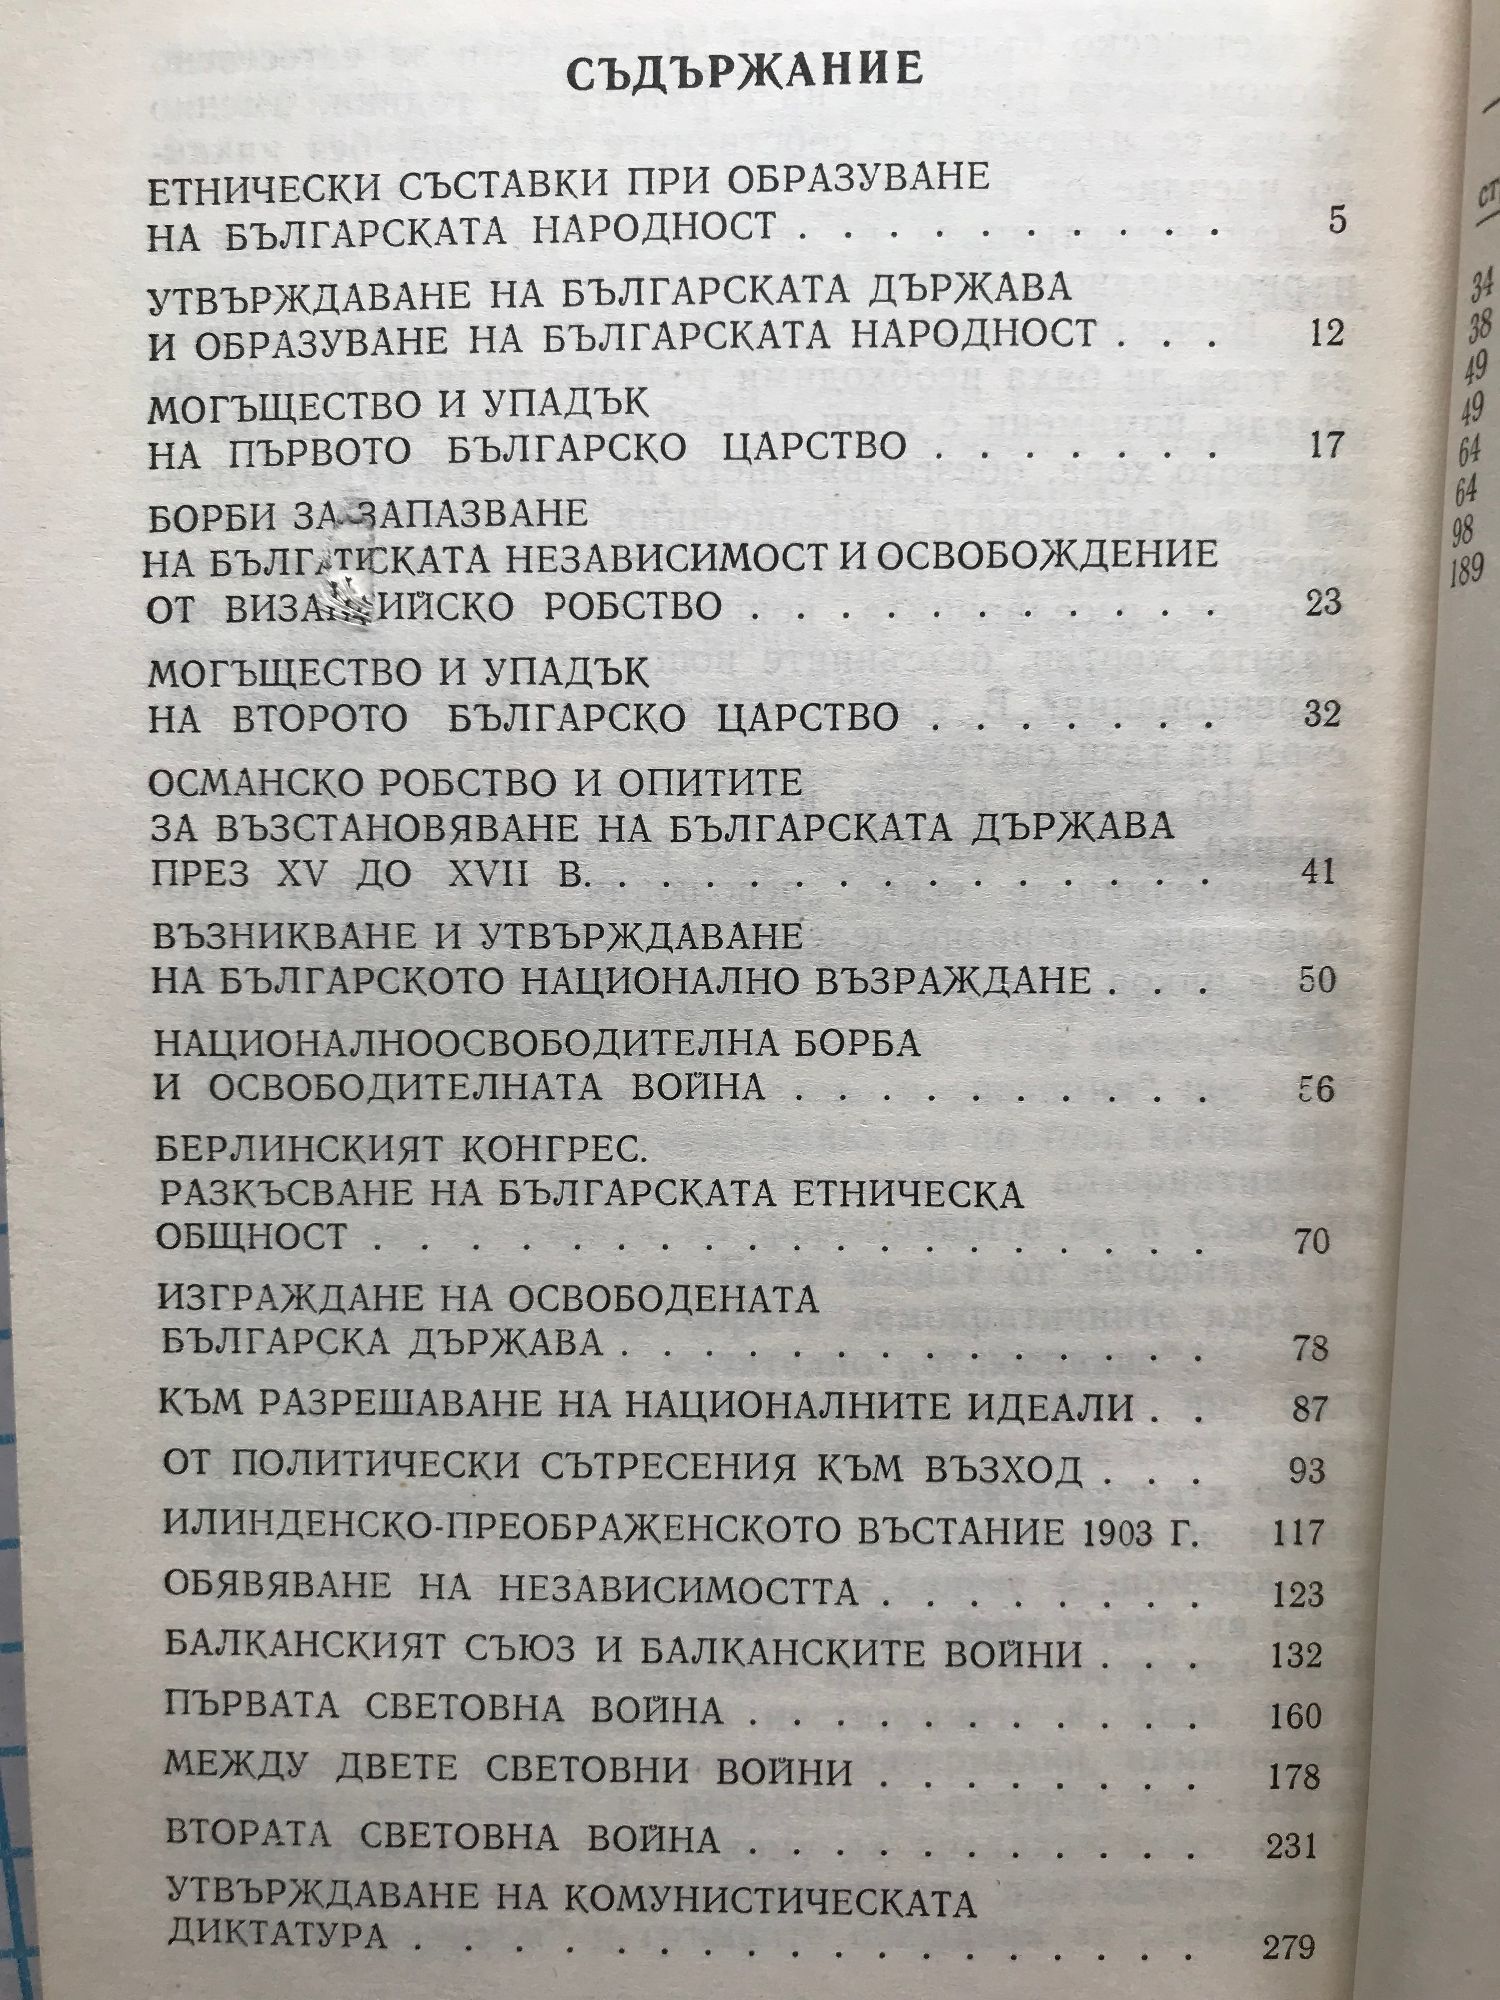 СЪДЪРЖАНИЕ
ЕТНИЧЕСКИ СЪСТАВКИ ПРИ ОБРАЗУВАНЕ
НА БЪЛГАРСКАТА НАРОДНОСТ . . . . . . . . . . 5
УТВЪРЖДАВАНЕ НА БЪЛГАРСКАТА ДЪРЖАВА
И ОБРАЗУВАНЕ НА БЪЛГАРСКАТА НАРОДНОСТ . . . 12
МОГЪЩЕСТВО И УПАДЪК
НА ПЪРВОТО БЪЛГАРСКО ЦАРСТВО . . . . . . . 17
БОРБИ ЗА ЗАПАЗВАНЕ
НА НЕЗАВИСИМОСТ И ОСВОБОЖДЕНИЕ
ОТ РОБСТВО . . . . . . . . . . . 23
МОГЪЩЕСТВО И УПАДЪК
НА ВТОРОТО БЪЛГАРСКО ЦАРСТВО . . . . . . . 32
ОСМАНСКО РОБСТВО И ОПИТИТЕ
ЗА ВЪЗСТАНОВЯВАНЕ НА БЪЛГАРСКАТА ДЪРЖАВА
ПРЕЗ XV ДО XVII В. . . . . . . . . . . . . . . 41
ВЪЗНИКВАНЕ И УТВЪРЖДАВАНЕ
НА БЪЛГАРСКОТО НАЦИОНАЛНО ВЪЗРАЖДАНЕ . . . 50
НАЦИОНАЛНООСВОБОДИТЕЛНА БОРБА
И ОСВОБОДИТЕЛНАТА ВОЙНА . . . . . . . . . . 56
БЕРЛИНСКИЯТ КОНГРЕС.
РАЗКЪСВАНЕ НА БЪЛГАРСКАТА ЕТНИЧЕСКА
ОБЩНОСТ . . . . . . . . . . . . . . . . . . 70
ИЗГРАЖДАНЕ НА ОСВОБОДЕНАТА
БЪЛГАРСКА ДЪРЖАВА . . . . . . . . . . . . . 78
КЪМ РАЗРЕШАВАНЕ НА НАЦИОНАЛНИТЕ ИДЕАЛИ . . 87
ОТ ПОЛИТИЧЕСКИ СЪТРЕСЕНИЯ КЪМ ВЪЗХОД . . . 93
ИЛИНДЕНСКО-ПРЕОБРАЖЕНСКОТО ВЪСТАНИЕ 1903 Г. 117
ОБЯВЯВАНЕ НА НЕЗАВИСИМОСТТА . . . . . . . . 123
БАЛКАНСКИЯТ СЪЮЗ И БАЛКАНСКИТЕ ВОЙНИ . . . 132
ПЪРВАТА СВЕТОВНА ВОЙНА . . . . . . . . . . . 160
МЕЖДУ ДВЕТЕ СВЕТОВНИ ВОЙНИ . . . . . . . . 178
ВТОРАТА СВЕТОВНА ВОЙНА . . . . . . . . . . . 231
УТВЪРЖДАВАНЕ НА КОМУНИСТИЧЕСКАТА
ДИКТАТУРА . . . . . . . . . . . . . . . . . 279
34
38
49
49
64
64
98
189